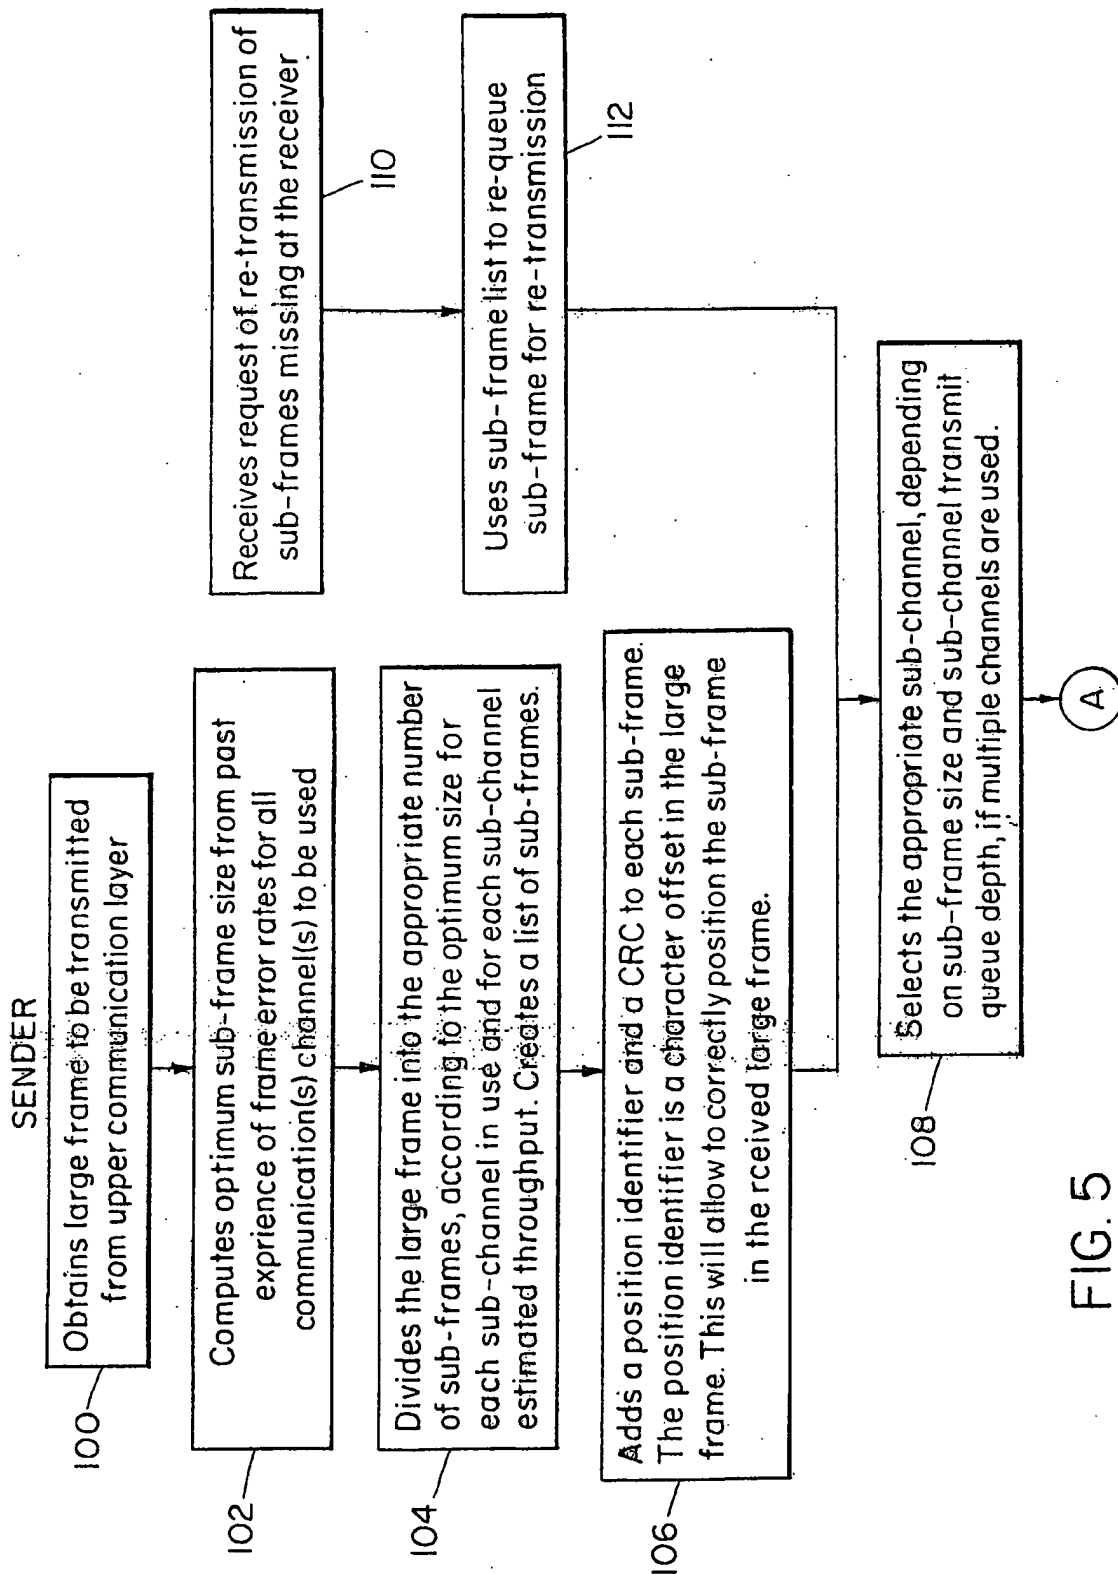 SENDER
Obtains large frame to be transmitted
from upper communication layer
100
Computes optimum sub-frame size from past
exprience of frame error rates for all
communication(s) channel(s) to be used
102
Divides the large frame into the appropriate number
of sub-frames, according to the optimum size for
each sub-channel in use and for each sub-channel
estimated throughput. Creates a list of sub-frames.
104
Adds a position identifier and a CRC to each sub-frame.
The position identifier is a character offset in the large
frame. This will allow to correctly position the sub-frame
in the rceived large frame.
106
Receives request of re-transmission of
sub-frames missing at the receiver
110
Uses sub-frame list to re-queue
sub-frame for re-transmission
112
Selects the appropriate sub-channel, depending
on sub-frame size and sub-channel transmit
queue depth, if multiple channels are used.
108
A
FIG. 5